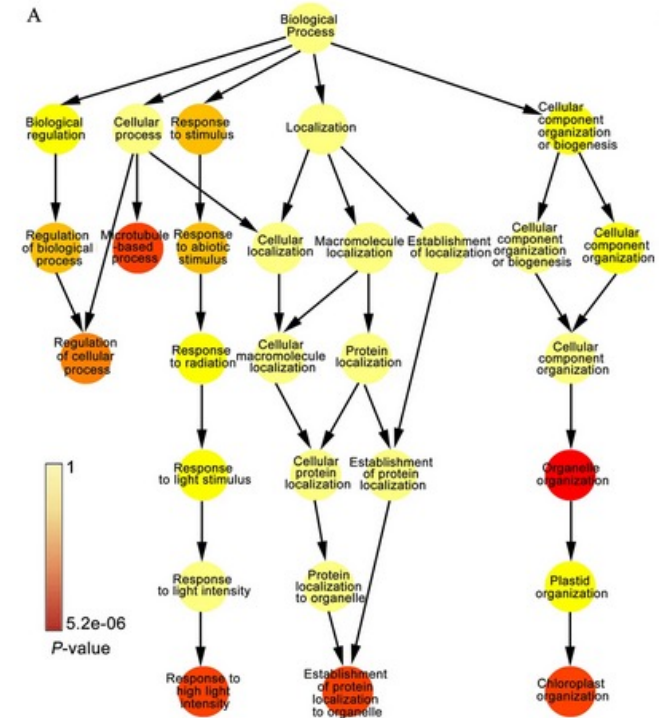 A
Biological
Process
Biological
regulation
Cellular
process
Response
to stimulus
Localization
Cellular
component
organization
or biogenesis
Regulation
of biological
process
Microtubule
-based
process
Response
to abiotic
stimulus
Cellular
localization
Macromolecule
localization
Establishment
of localization
Cellular
component
organization
or biogenesis
Cellular
component
organization
Regulation
of cellular
process
Response
to radiation
Cellular
macromolecule
localization
Protein
localization
Cellular
component
organization
Response
to light stimulus
Cellular
protein
localization
Establishment
of protein
localization
Organelle
organization
Response
to light intensity
Protein
localization
to organelle
Plastid
organization
Response to
high light
intensity
Establishment
of protein
localization
to organelle
Chloroplast
organization
1
5.2e-06
P-value